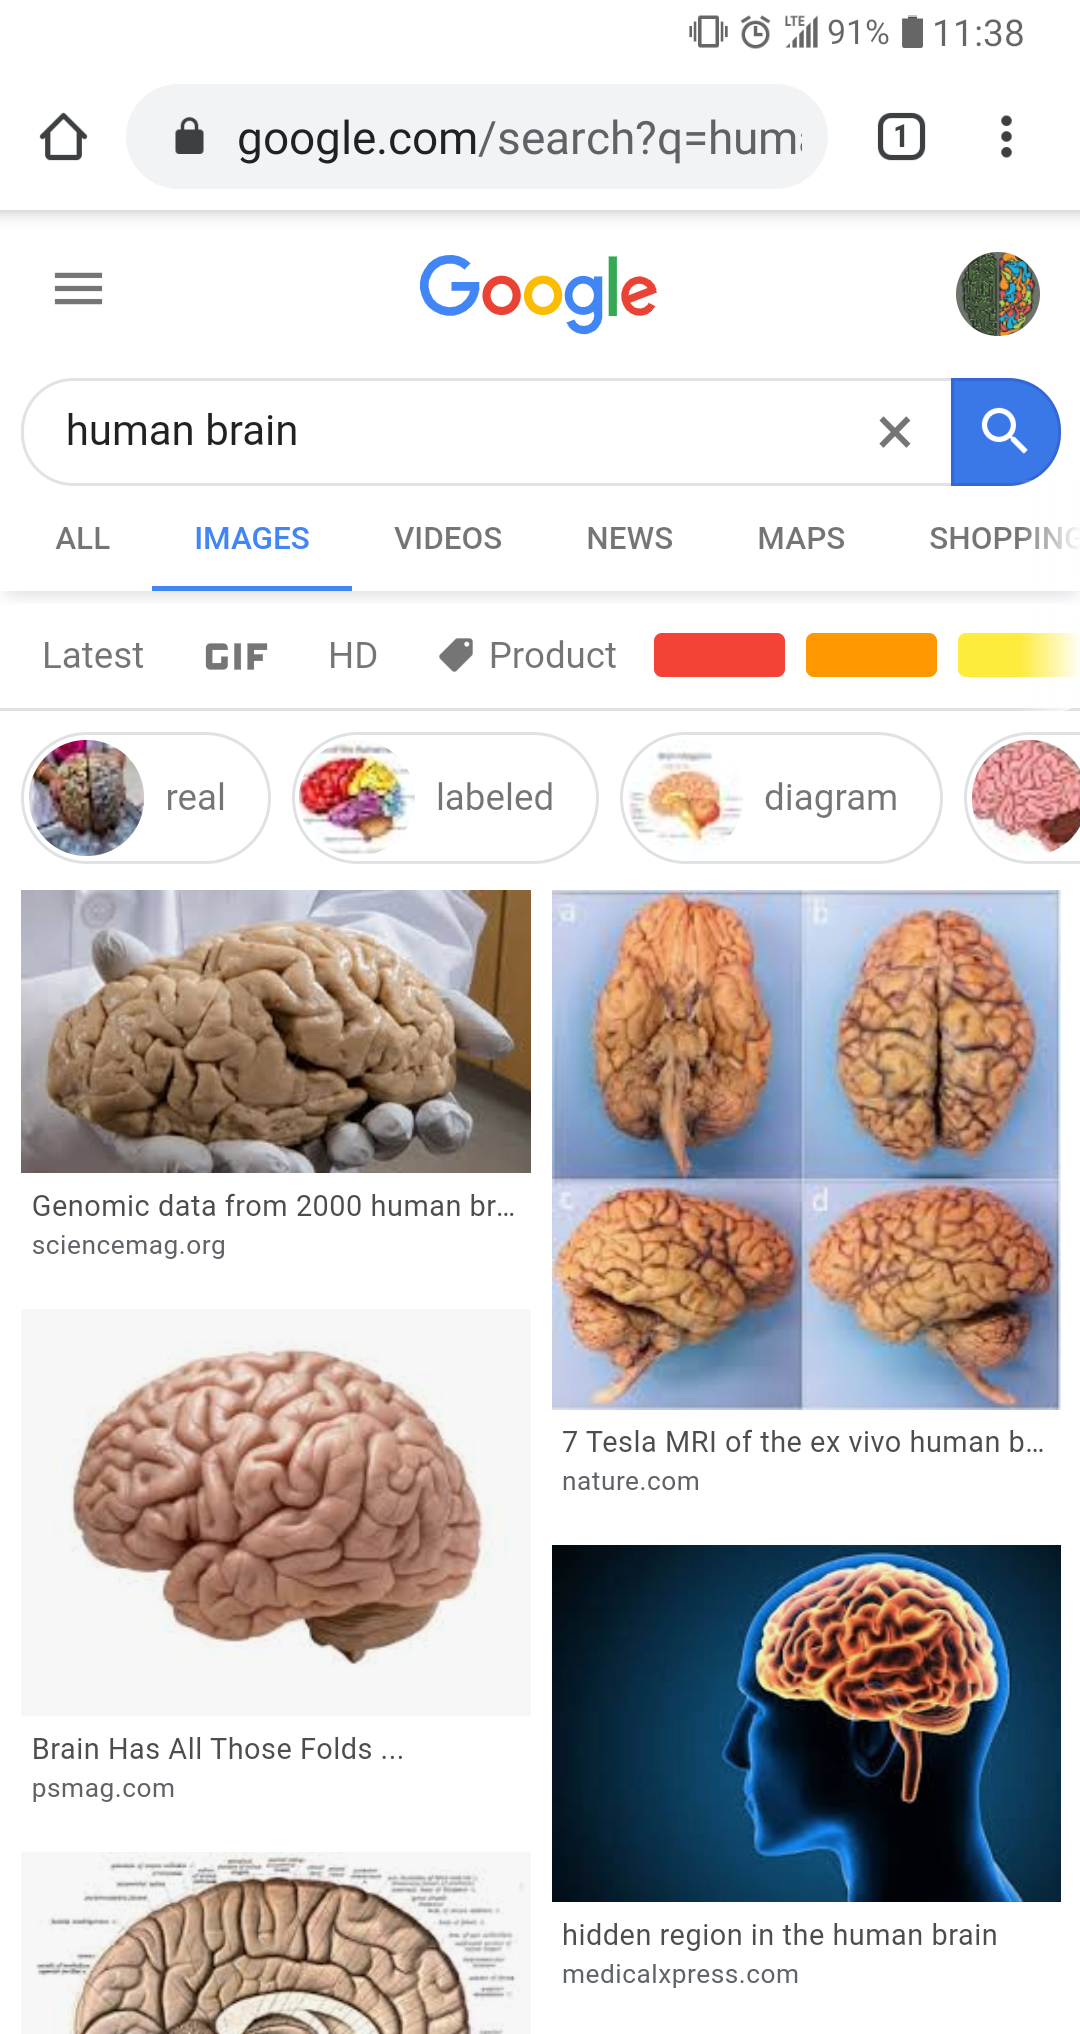 LTE 91% 11:38
google.com/search?q=hum
1
Google
human brain
ALL IMAGES VIDEOS NEWS MAPS SHOPPING
Latest GIF HD Product
real labeled diagram
a b
c d
Genomic data from 2000 human br...
sciencemag.org
7 Tesla MRI of the ex vivo human b...
nature.com
Brain Has All Those Folds ...
psmag.com
hidden region in the human brain
medicalxpress.com